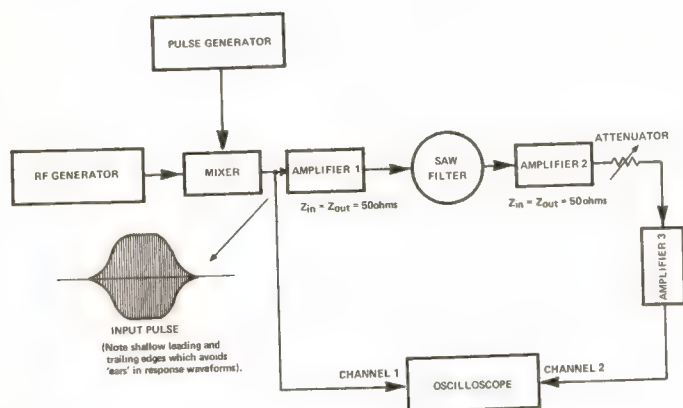 PULSE GENERATOR
RF GENERATOR
MIXER
AMPLIFIER 1
Zin = Zout = 50ohms
SAW
FILTER
AMPLIFIER 2
Zin = Zout = 50ohms
ATTENUATOR
AMPLIFIER 3
INPUT PULSE
(Note shallow leading and
trailing edges which avoids
'ears' in response waveforms).
CHANNEL 1
OSCILLOSCOPE
CHANNEL 2